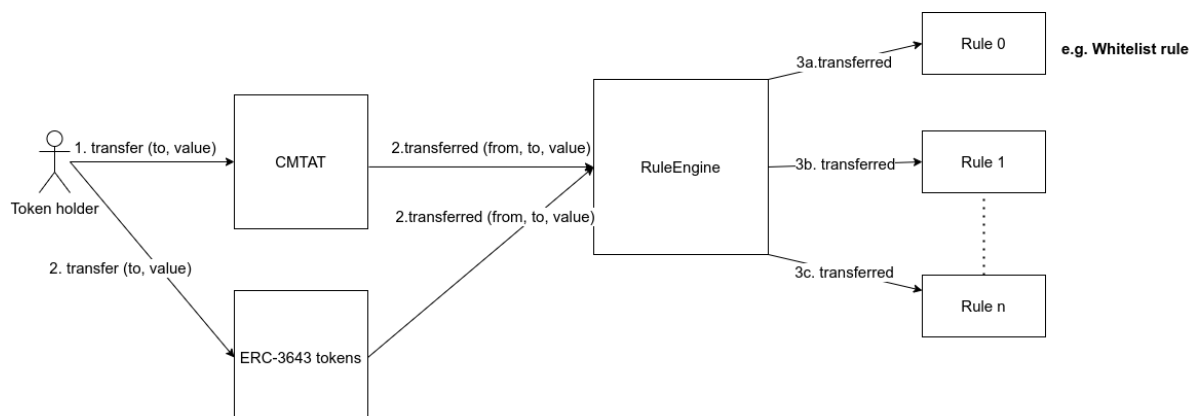 Rule 0
e.g. Whitelist rule
3a.transferred
1. transfer (to, value)
CMTAT
2.transferred (from, to, value)
RuleEngine
3b. transferred
Rule 1
Token holder
2.transferred (from, to, value)
2. transfer (to, value)
3c. transferred
Rule n
ERC-3643 tokens